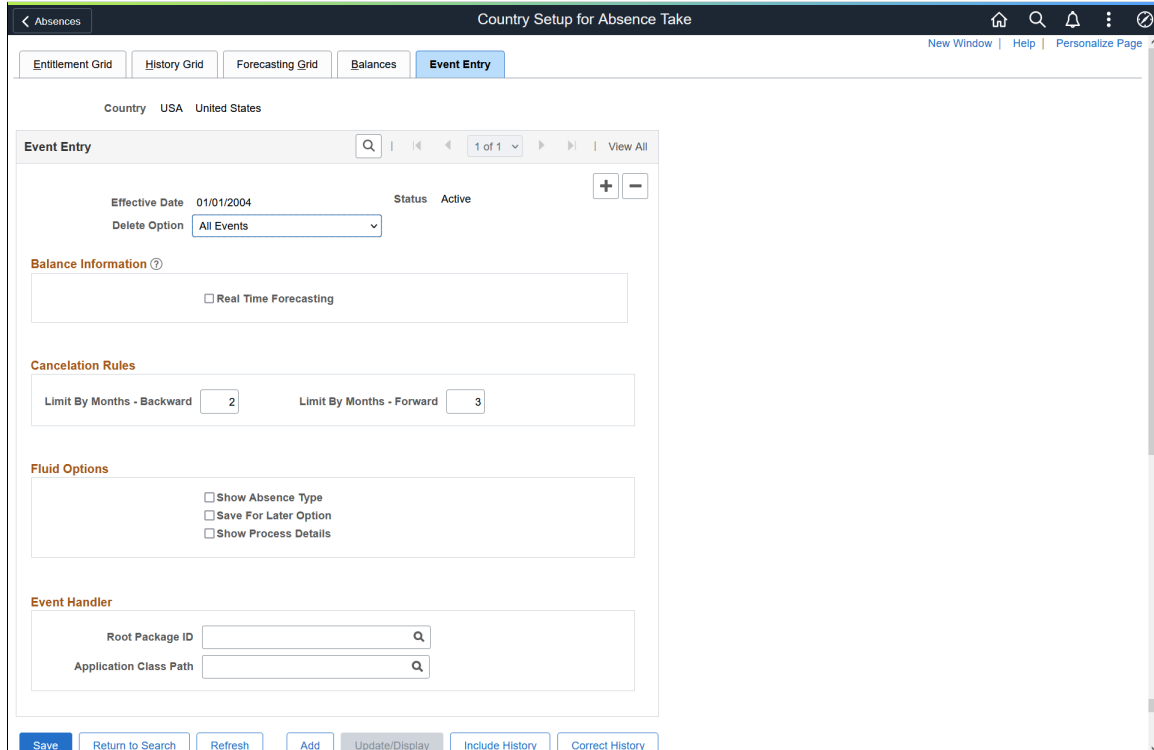 Absences
Country Setup for Absence Take
New Window | Help | Personalize Page
Entitlement Grid
History Grid
Forecasting Grid
Balances
Event Entry
Country USA United States
Event Entry
1 of 1
View All
Effective Date 01/01/2004
Status Active
Delete Option All Events
Balance Information
Real Time Forecasting
Cancelation Rules
Limit By Months - Backward 2
Limit By Months - Forward 3
Fluid Options
Show Absence Type
Save For Later Option
Show Process Details
Event Handler
Root Package ID
Application Class Path
Save
Return to Search
Refresh
Add
Update/Display
Include History
Correct History